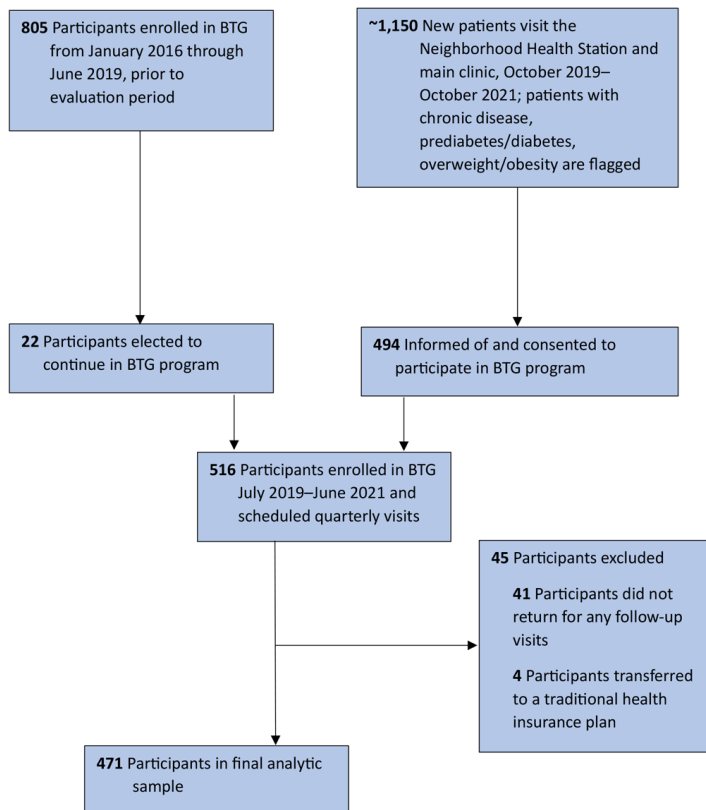 805 Participants enrolled in BTG
from January 2016 through
June 2019, prior to
evaluation period
~1,150 New patients visit the
Neighborhood Health Station and
main clinic, October 2019–
October 2021; patients with
chronic disease,
prediabetes/diabetes,
overweight/obesity are flagged
22 Participants elected to
continue in BTG program
494 Informed of and consented to
participate in BTG program
516 Participants enrolled in BTG
July 2019–June 2021 and
scheduled quarterly visits
45 Participants excluded
41 Participants did not
return for any follow-up
visits
4 Participants transferred
to a traditional health
insurance plan
471 Participants in final analytic
sample